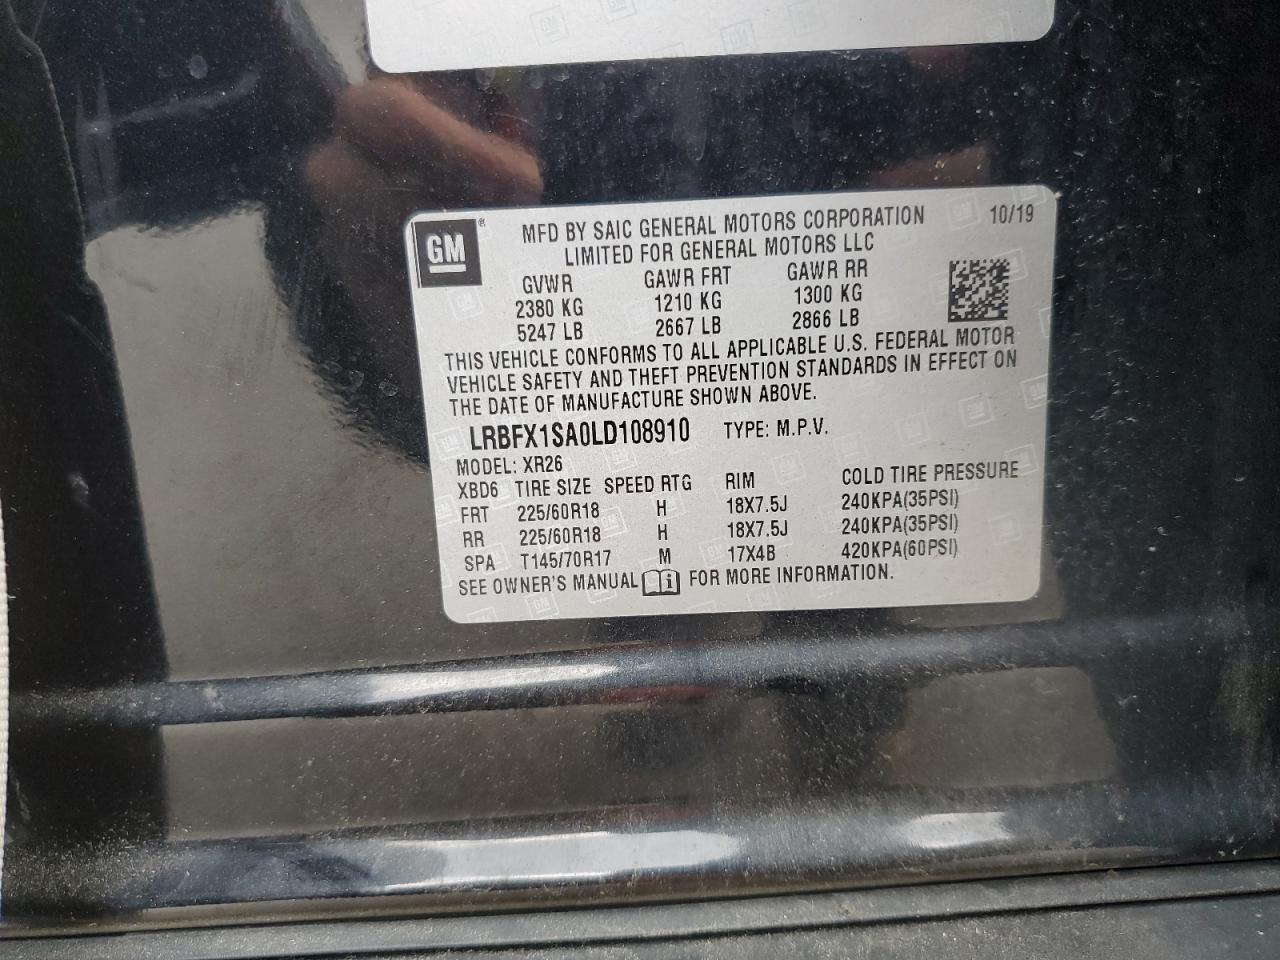 GM® MFD BY SAIC GENERAL MOTORS CORPORATION 10/19
LIMITED FOR GENERAL MOTORS LLC
GVWR GAWR FRT GAWR RR
2380 KG 1210 KG 1300 KG
5247 LB 2667 LB 2866 LB
THIS VEHICLE CONFORMS TO ALL APPLICABLE U.S. FEDERAL MOTOR
VEHICLE SAFETY AND THEFT PREVENTION STANDARDS IN EFFECT ON
THE DATE OF MANUFACTURE SHOWN ABOVE.
LRBFX1SA0LD108910 TYPE: M.P.V.
MODEL: XR26
XBD6 TIRE SIZE SPEED RTG RIM COLD TIRE PRESSURE
FRT 225/60R18 H 18X7.5J 240KPA(35PSI)
RR 225/60R18 H 18X7.5J 240KPA(35PSI)
SPA T145/70R17 M 17X4B 420KPA(60PSI)
SEE OWNER'S MANUAL i FOR MORE INFORMATION.